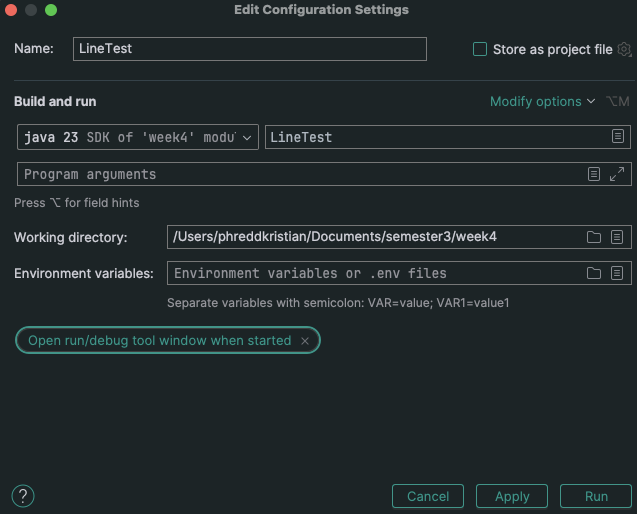 Edit Configuration Settings
Name: LineTest Store as project file
Build and run Modify options ⌥M
java 23 SDK of 'week4' modul LineTest
Program arguments
Press ⌥ for field hints
Working directory: /Users/phreddkristian/Documents/semester3/week4
Environment variables: Environment variables or .env files
Separate variables with semicolon: VAR=value; VAR1=value1
Open run/debug tool window when started ×
? Cancel Apply Run